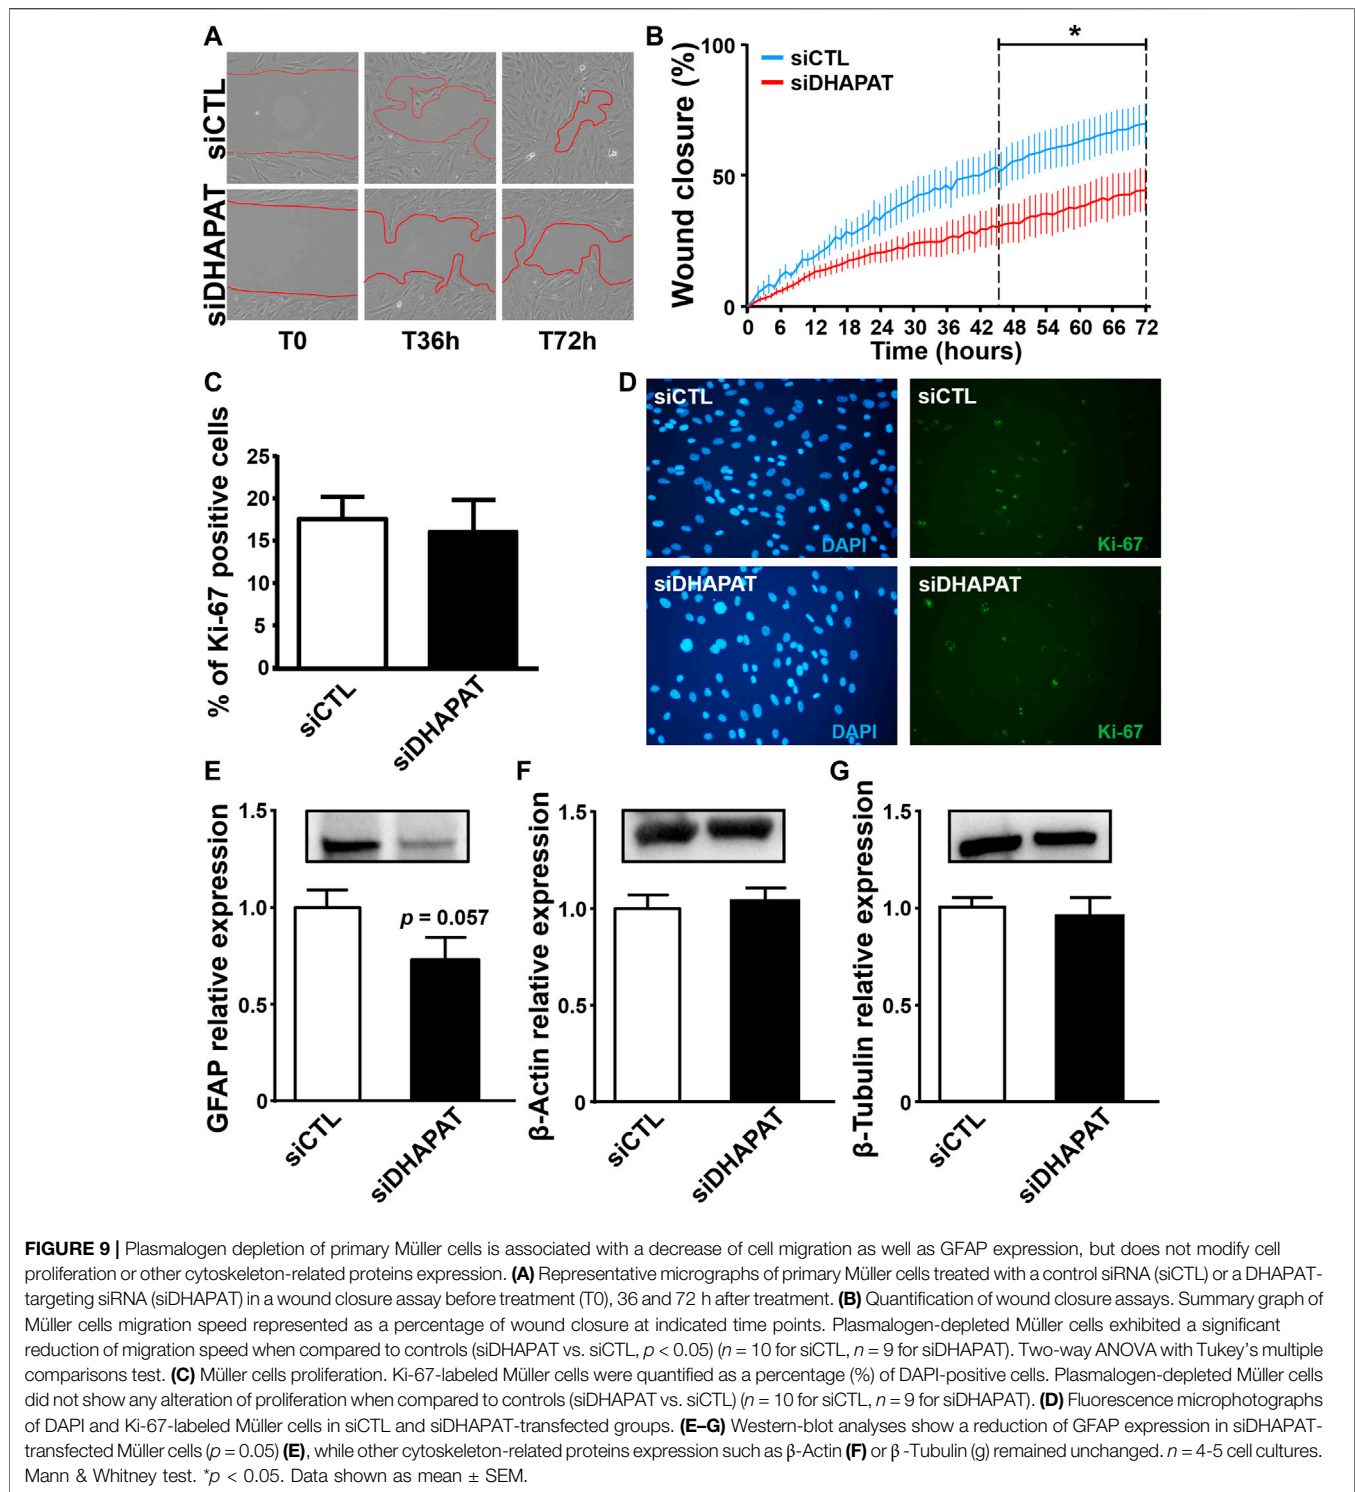 A
siCTL
siDHAPAT
T0
T36h
T72h
B
Wound closure (%)
100
50
0
siCTL
siDHAPAT
*
0 6 12 18 24 30 36 42 48 54 60 66 72
Time (hours)
C
% of Ki-67 positive cells
25
20
15
10
5
0
siCTL
siDHAPAT
D
siCTL
DAPI
siCTL
Ki-67
siDHAPAT
DAPI
siDHAPAT
Ki-67
E
GFAP relative expression
1.5
1.0
0.5
0
p = 0.057
siCTL
siDHAPAT
F
β-Actin relative expression
1.5
1.0
0.5
0
siCTL
siDHAPAT
G
β-Tubulin relative expression
1.5
1.0
0.5
0
siCTL
siDHAPAT
FIGURE 9 | Plasmalogen depletion of primary Müller cells is associated with a decrease of cell migration as well as GFAP expression, but does not modify cell
proliferation or other cytoskeleton-related proteins expression. (A) Representative micrographs of primary Müller cells treated with a control siRNA (siCTL) or a DHAPAT-
targeting siRNA (siDHAPAT) in a wound closure assay before treatment (T0), 36 and 72 h after treatment. (B) Quantification of wound closure assays. Summary graph of
Müller cells migration speed represented as a percentage of wound closure at indicated time points. Plasmalogen-depleted Müller cells exhibited a significant
reduction of migration speed when compared to controls (siDHAPAT vs. siCTL, p < 0.05) (n = 10 for siCTL, n = 9 for siDHAPAT). Two-way ANOVA with Tukey's multiple
comparisons test. (C) Müller cells proliferation. Ki-67-labeled Müller cells were quantified as a percentage (%) of DAPI-positive cells. Plasmalogen-depleted Müller cells
did not show any alteration of proliferation when compared to controls (siDHAPAT vs. siCTL) (n = 10 for siCTL, n = 9 for siDHAPAT). (D) Fluorescence microphotographs
of DAPI and Ki-67-labeled Müller cells in siCTL and siDHAPAT-transfected groups. (E–G) Western-blot analyses show a reduction of GFAP expression in siDHAPAT-
transfected Müller cells (p = 0.05) (E), while other cytoskeleton-related proteins expression such as β-Actin (F) or β -Tubulin (g) remained unchanged. n = 4-5 cell cultures.
Mann & Whitney test. *p < 0.05. Data shown as mean ± SEM.